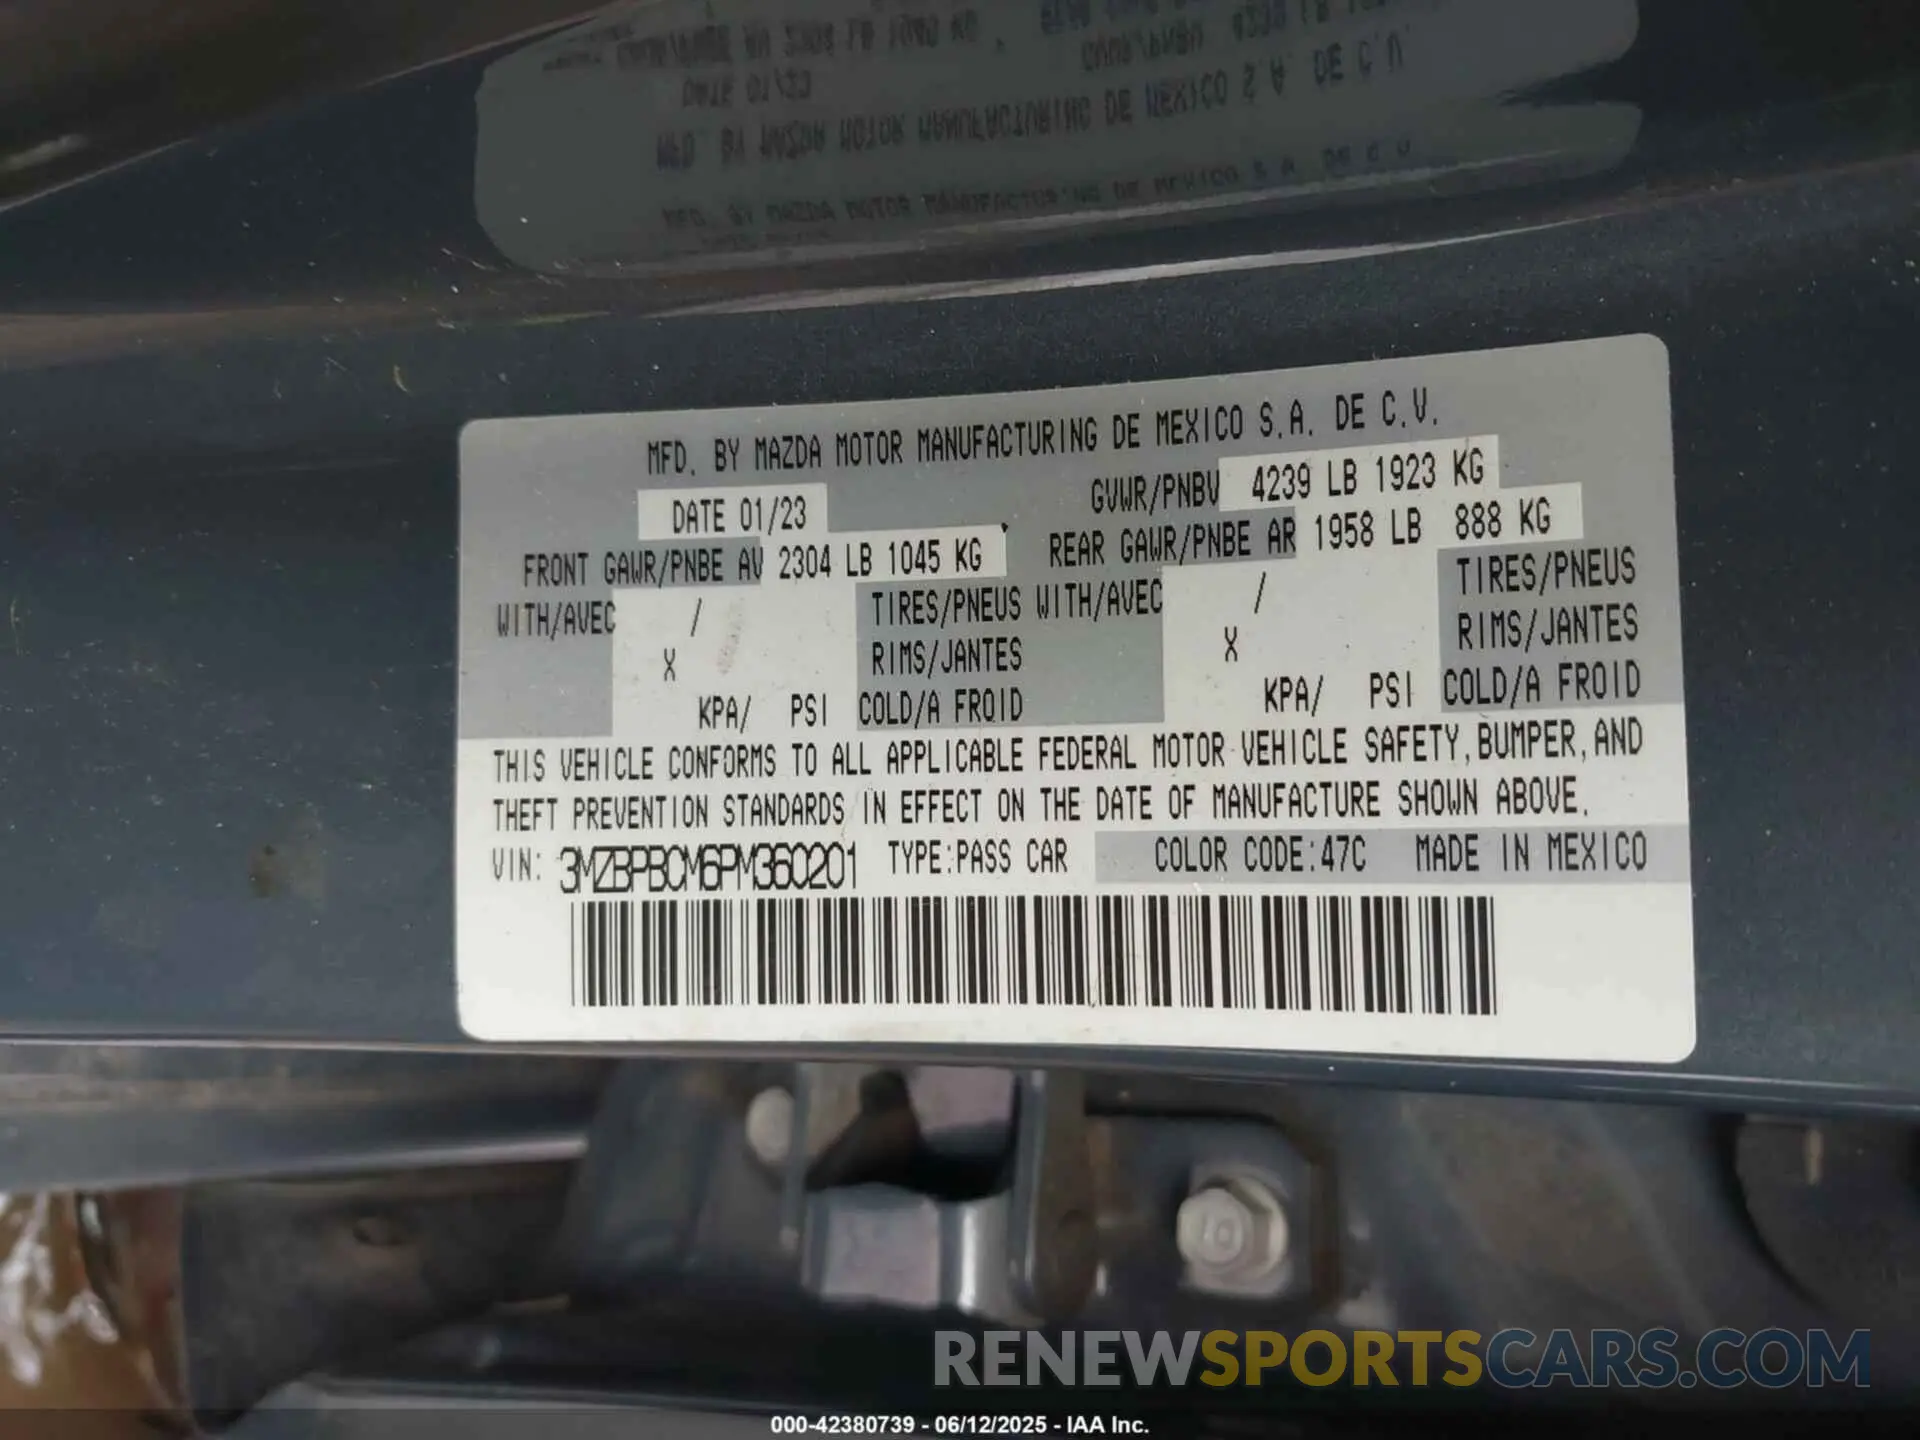 MFD. BY MAZDA MOTOR MANUFACTURING DE MEXICO S.A. DE C.V.
DATE 01/23 GVWR/PNBV 4239 LB 1923 KG
FRONT GAWR/PNBE AV 2304 LB 1045 KG REAR GAWR/PNBE AR 1958 LB 888 KG
WITH/AVEC / TIRES/PNEUS WITH/AVEC / TIRES/PNEUS
X RIMS/JANTES X RIMS/JANTES
KPA/ PSI COLD/A FROID KPA/ PSI COLD/A FROID
THIS VEHICLE CONFORMS TO ALL APPLICABLE FEDERAL MOTOR VEHICLE SAFETY, BUMPER, AND
THEFT PREVENTION STANDARDS IN EFFECT ON THE DATE OF MANUFACTURE SHOWN ABOVE.
VIN: 3MZBPBCM6PM360201 TYPE:PASS CAR COLOR CODE:47C MADE IN MEXICO
10
RENEWSPORTSCARS.COM
000-42380739 - 06/12/2025 - IAA Inc.